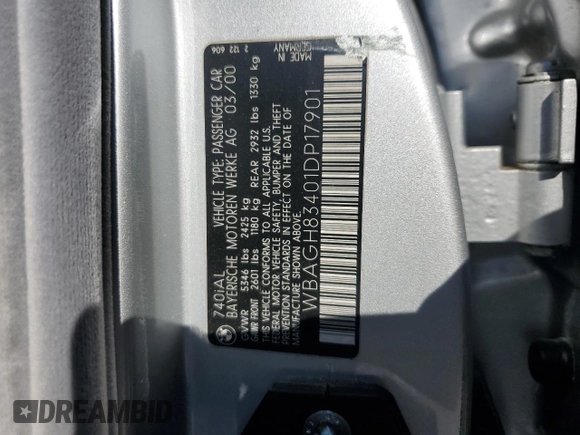 2 122 606
MADE IN
GERMANY
740iAL VEHICLE TYPE: PASSENGER CAR
BAYERISCHE MOTOREN WERKE AG 03/00
GVWR 5346 lbs 2425 kg
GAWR FRONT 2601 lbs 1180 kg REAR 2932 lbs 1330 kg
THIS VEHICLE CONFORMS TO ALL APPLICABLE U.S.
FEDERAL MOTOR VEHICLE SAFETY, BUMPER AND THEFT
PREVENTION STANDARDS IN EFFECT ON THE DATE OF
MANUFACTURE SHOWN ABOVE
WBAGH83401DP17901
DREAMBID